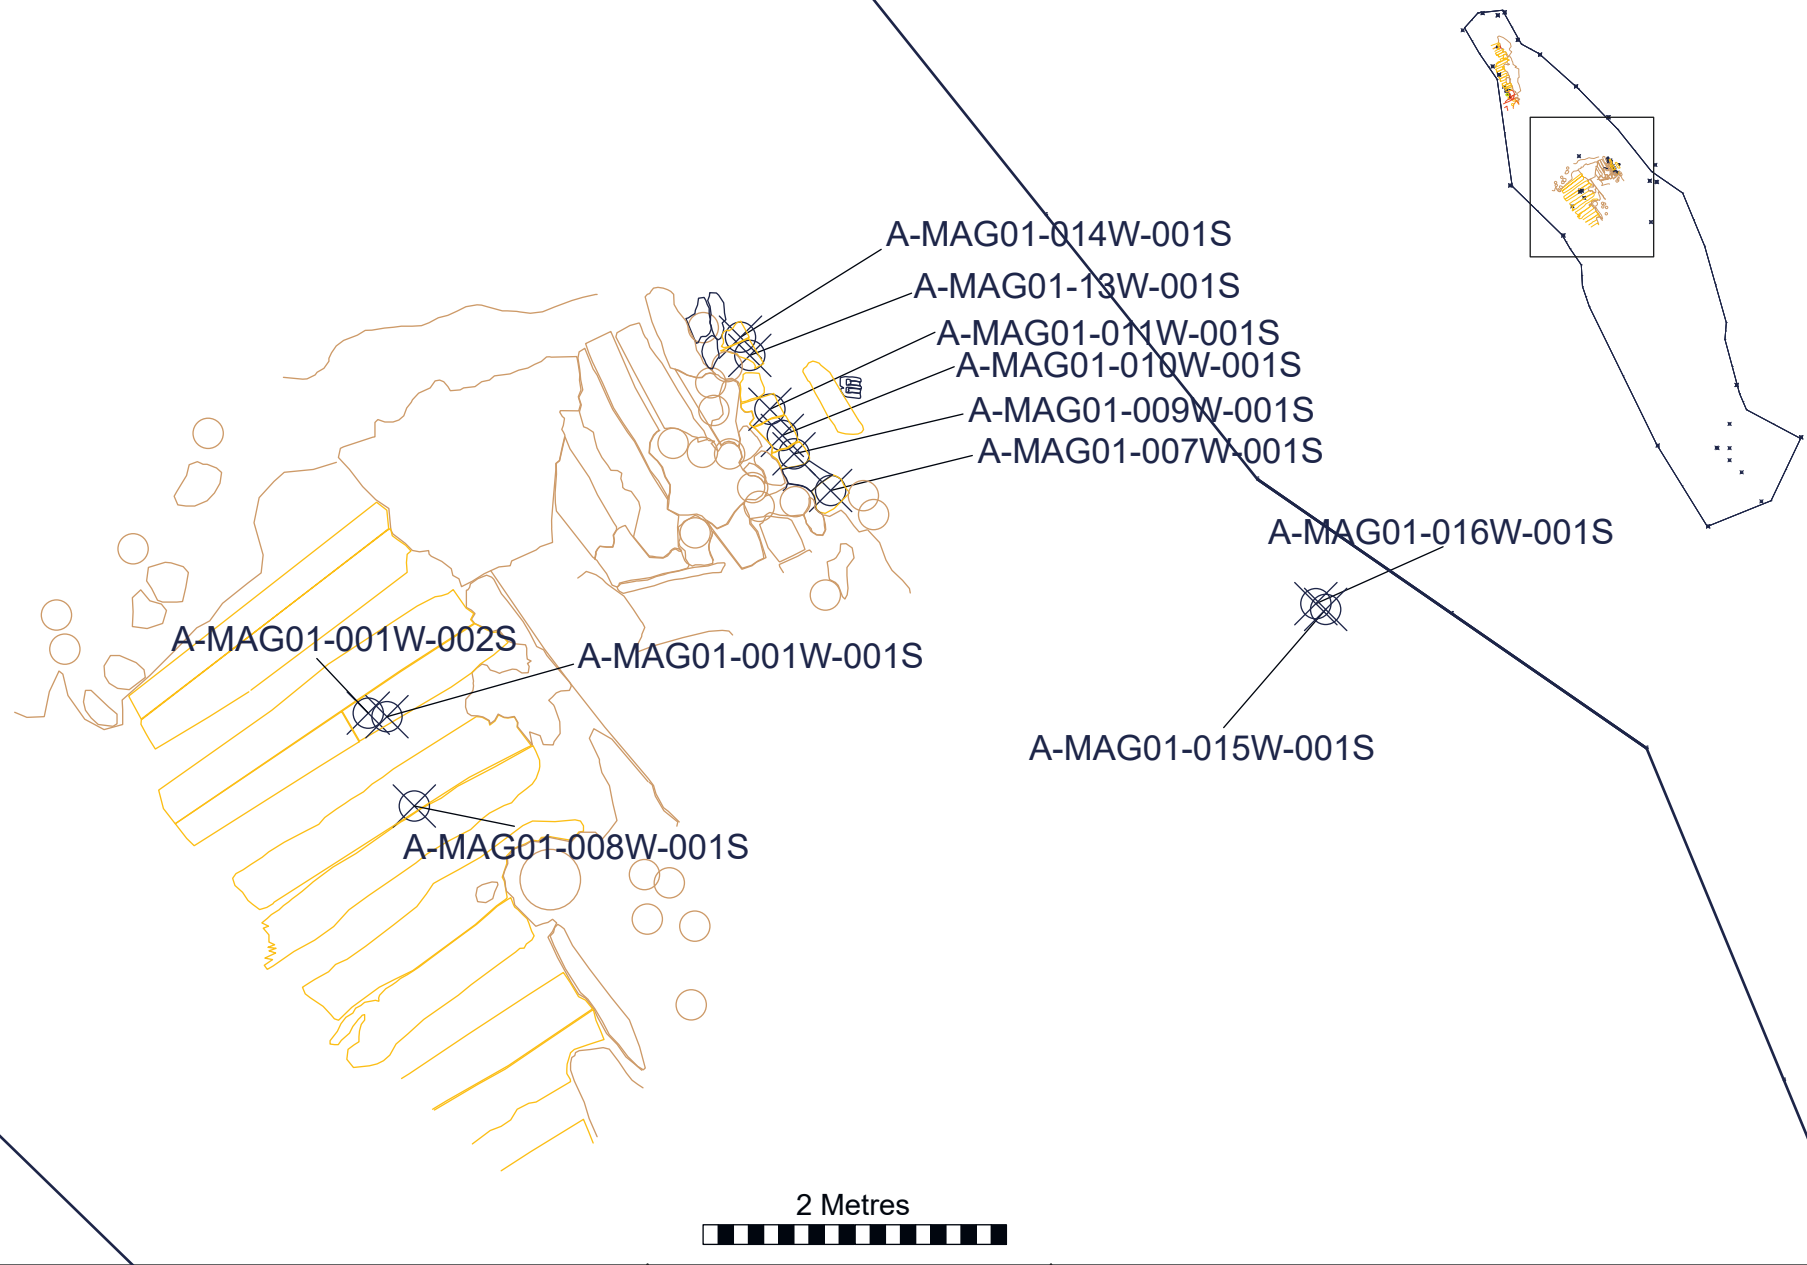 A-MAG01-014W-001S
A-MAG01-13W-001S
A-MAG01-011W-001S
A-MAG01-010W-001S
A-MAG01-009W-001S
A-MAG01-007W-001S
A-MAG01-016W-001S
A-MAG01-001W-002S
A-MAG01-001W-001S
A-MAG01-015W-001S
A-MAG01-008W-001S
2 Metres